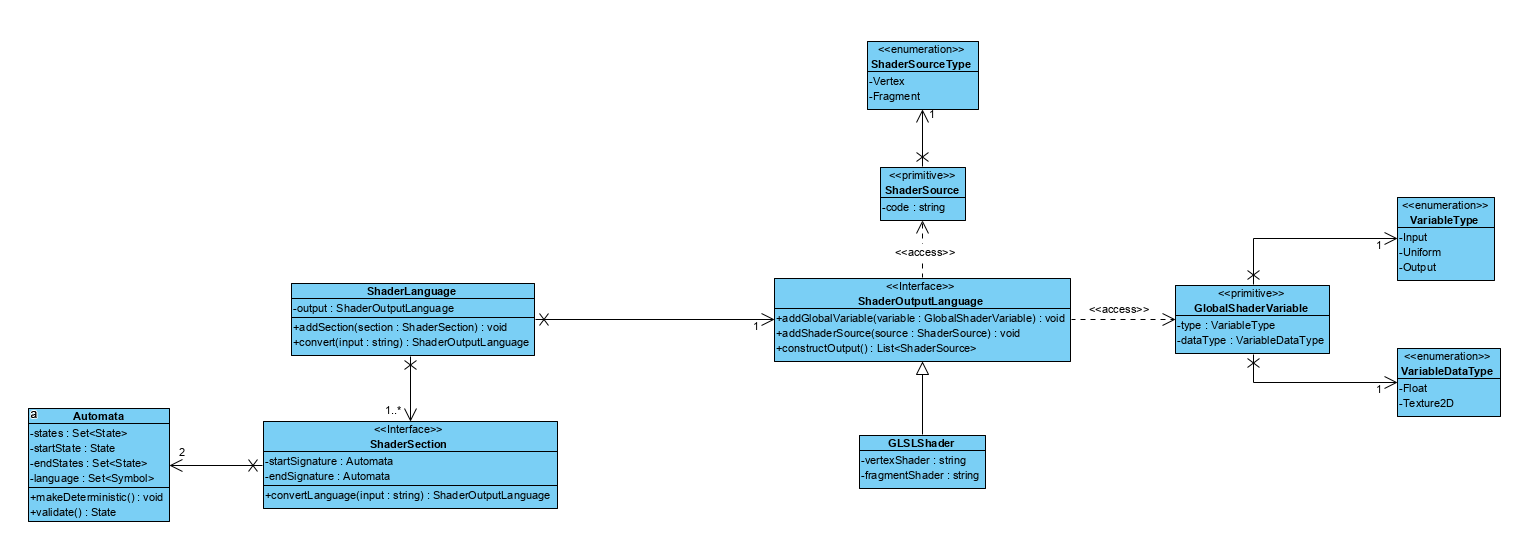 <<enumeration>>
ShaderSourceType
-Vertex
-Fragment
1
<<primitive>>
ShaderSource
-code : string
<<access>>
<<enumeration>>
VariableType
-Input
-Uniform
-Output
1
ShaderLanguage
-output : ShaderOutputLanguage
+addSection(section : ShaderSection) : void
+convert(input : string) : ShaderOutputLanguage
1
<<Interface>>
ShaderOutputLanguage
+addGlobalVariable(variable : GlobalShaderVariable) : void
+addShaderSource(source : ShaderSource) : void
+constructOutput() : List<ShaderSource>
<<access>>
<<primitive>>
GlobalShaderVariable
-type : VariableType
-dataType : VariableDataType
<<enumeration>>
VariableDataType
-Float
-Texture2D
1
1..*
a
Automata
-states : Set<State>
-startState : State
-endStates : Set<State>
-language : Set<Symbol>
+makeDeterministic() : void
+validate() : State
2
<<Interface>>
ShaderSection
-startSignature : Automata
-endSignature : Automata
+convertLanguage(input : string) : ShaderOutputLanguage
GLSLShader
-vertexShader : string
-fragmentShader : string